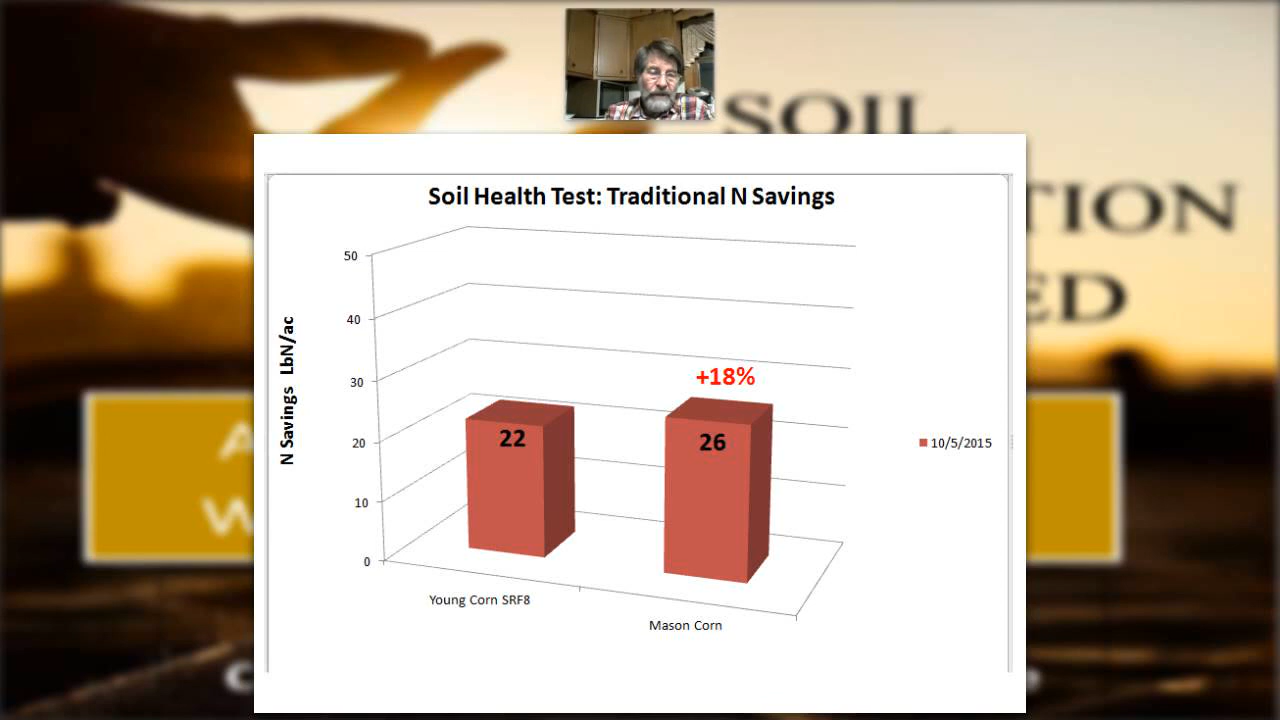 SOIL
TION
ED
Soil Health Test: Traditional N Savings
50
40
30
20
10
0
N Savings LbN/ac
+18%
22
26
10/5/2015
Young Corn SRF8
Mason Corn
A
W
C